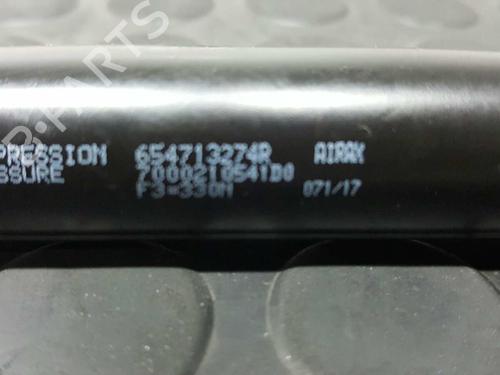 PRESSION 654713274R AIRAX
SSURE 7000210541D0
F3=330N 071/17